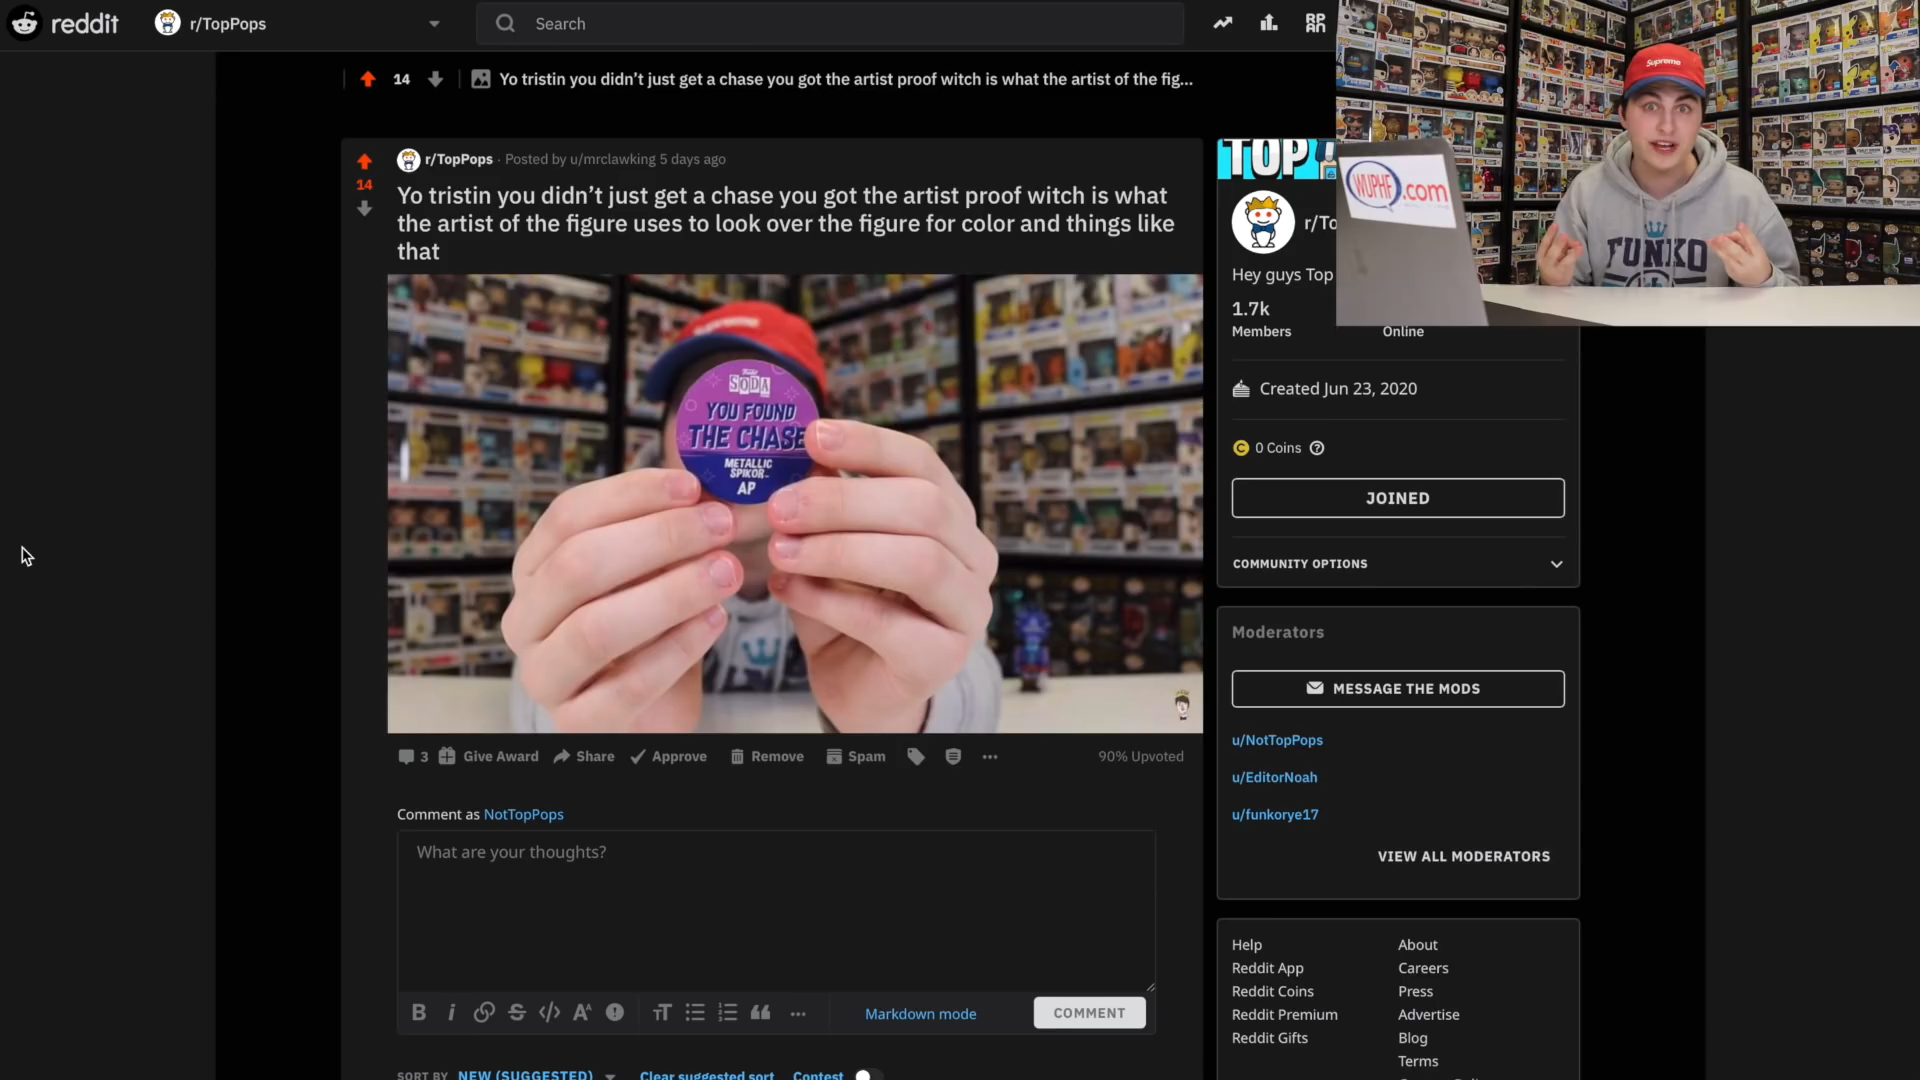 reddit
r/TopPops
Search
14
Yo tristin you didn’t just get a chase you got the artist proof witch is what the artist of the fig...
r/TopPops · Posted by u/mrclawking 5 days ago
14
Yo tristin you didn’t just get a chase you got the artist proof witch is what
the artist of the figure uses to look over the figure for color and things like
that
Supreme
SODA
YOU FOUND
THE CHASE
METALLIC
SPIKOR
AP
3 Give Award Share Approve Remove Spam ... 90% Upvoted
Comment as NotTopPops
What are your thoughts?
Markdown mode
COMMENT
SORT BY NEW (SUGGESTED) Clear suggested sort Contest
TOP
r/To
Hey guys Top
1.7k
Members
Online
Created Jun 23, 2020
0 Coins
JOINED
COMMUNITY OPTIONS
Moderators
MESSAGE THE MODS
u/NotTopPops
u/EditorNoah
u/funkorye17
VIEW ALL MODERATORS
Help About
Reddit App Careers
Reddit Coins Press
Reddit Premium Advertise
Reddit Gifts Blog
Terms
Supreme
WUPHF.com
FUNKO